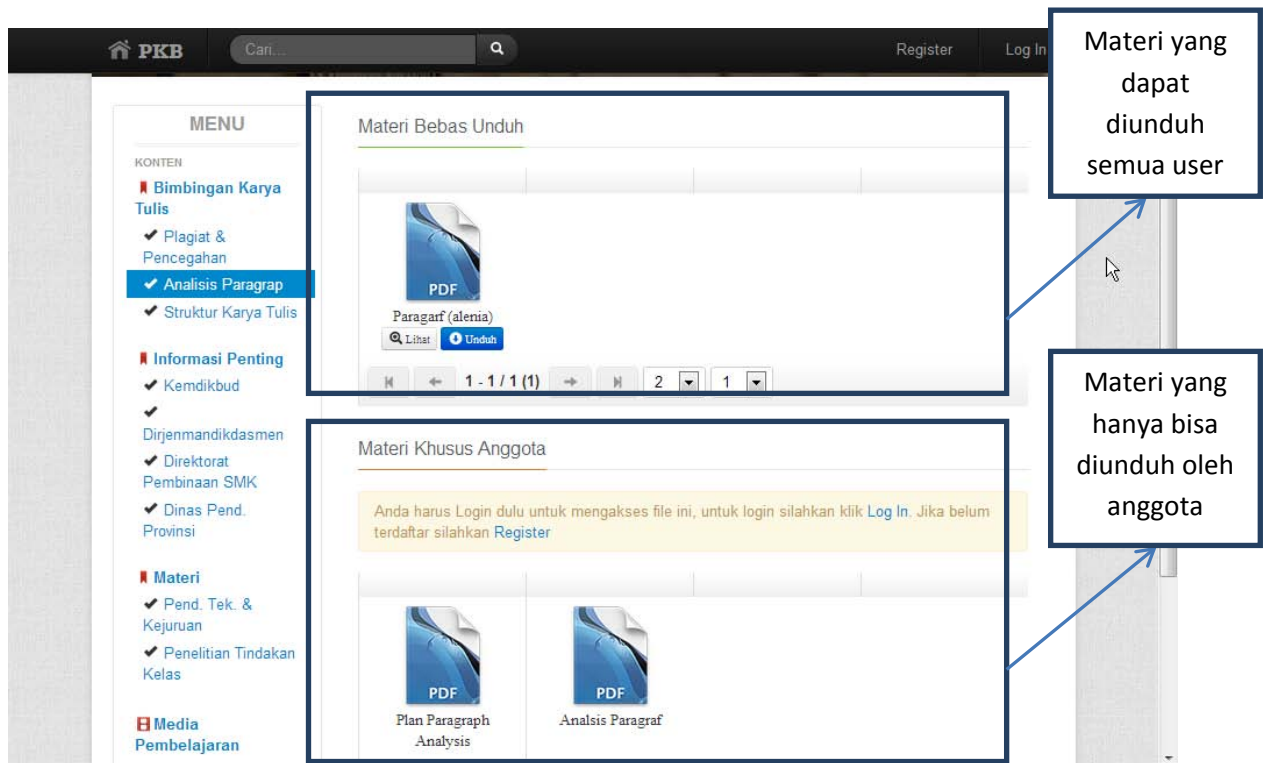 PKB
Cari...
Register
Log In
MENU
KONTEN
Bimbingan Karya
Tulis
Plagiat &
Pencegahan
Analisis Paragrap
Struktur Karya Tulis
Informasi Penting
Kemdikbud
Dirjenmandikdasmen
Direktorat
Pembinaan SMK
Dinas Pend.
Provinsi
Materi
Pend. Tek. &
Kejuruan
Penelitian Tindakan
Kelas
Media
Pembelajaran
Materi Bebas Unduh
PDF
Paragarf (alenia)
Lihat
Unduh
1 - 1 / 1 (1)
2
1
Materi Khusus Anggota
Anda harus Login dulu untuk mengakses file ini, untuk login silahkan klik Log In. Jika belum
terdaftar silahkan Register
PDF
Plan Paragraph
Analysis
PDF
Analsis Paragraf
Materi yang
dapat
diunduh
semua user
Materi yang
hanya bisa
diunduh oleh
anggota